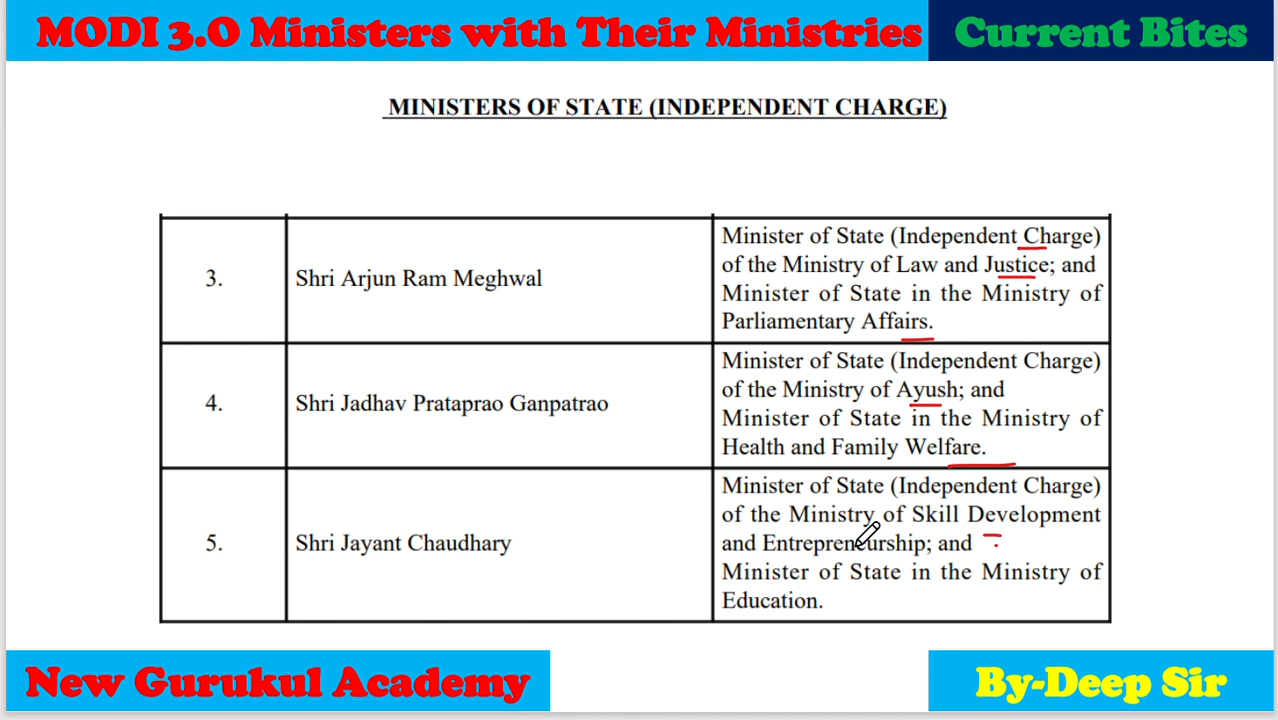 MODI 3.0 Ministers with Their Ministries
Current Bites
MINISTERS OF STATE (INDEPENDENT CHARGE)
3.
Shri Arjun Ram Meghwal
Minister of State (Independent Charge)
of the Ministry of Law and Justice; and
Minister of State in the Ministry of
Parliamentary Affairs.
4.
Shri Jadhav Prataprao Ganpatrao
Minister of State (Independent Charge)
of the Ministry of Ayush; and
Minister of State in the Ministry of
Health and Family Welfare.
5.
Shri Jayant Chaudhary
Minister of State (Independent Charge)
of the Ministry of Skill Development
and Entrepreneurship; and
Minister of State in the Ministry of
Education.
New Gurukul Academy
By-Deep Sir